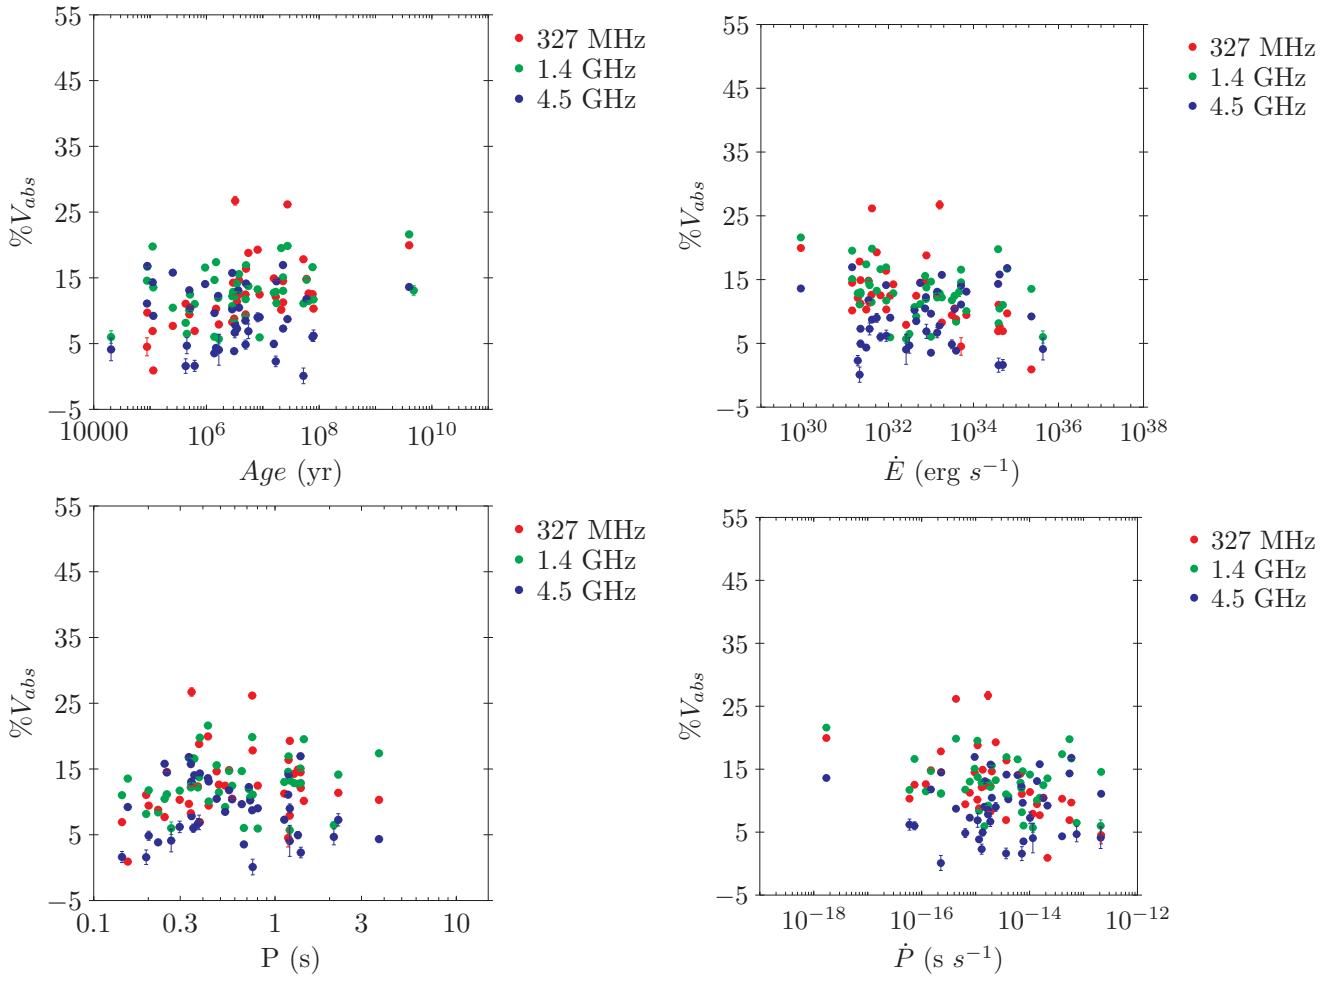 55
45
35
25
15
5
−5
%V_abs
10000 10^6 10^8 10^10
Age (yr)
327 MHz
1.4 GHz
4.5 GHz
55
45
35
25
15
5
−5
%V_abs
10^30 10^32 10^34 10^36 10^38
Ė (erg s^−1)
327 MHz
1.4 GHz
4.5 GHz
55
45
35
25
15
5
−5
%V_abs
0.1 0.3 1 3 10
P (s)
327 MHz
1.4 GHz
4.5 GHz
55
45
35
25
15
5
−5
%V_abs
10^−18 10^−16 10^−14 10^−12
Ṗ (s s^−1)
327 MHz
1.4 GHz
4.5 GHz